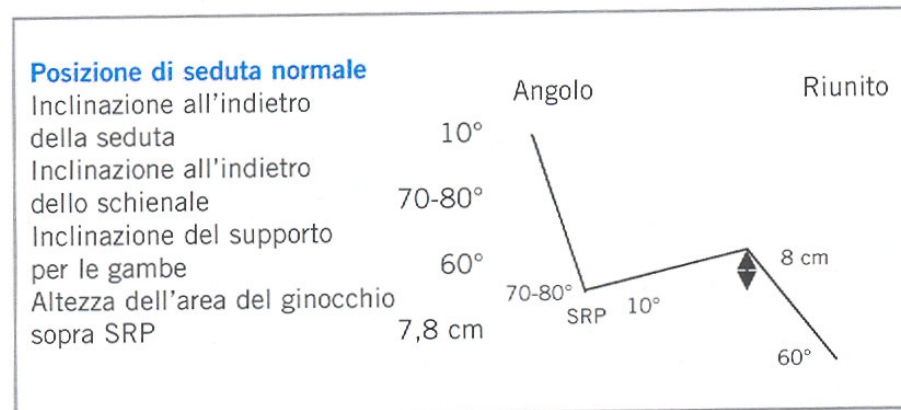 Posizione di seduta normale
Inclinazione all'indietro
della seduta 10°
Inclinazione all'indietro
dello schienale 70-80°
Inclinazione del supporto
per le gambe 60°
Altezza dell'area del ginocchio
sopra SRP 7,8 cm
Angolo Riunito
8 cm
70-80° 10°
SRP
60°